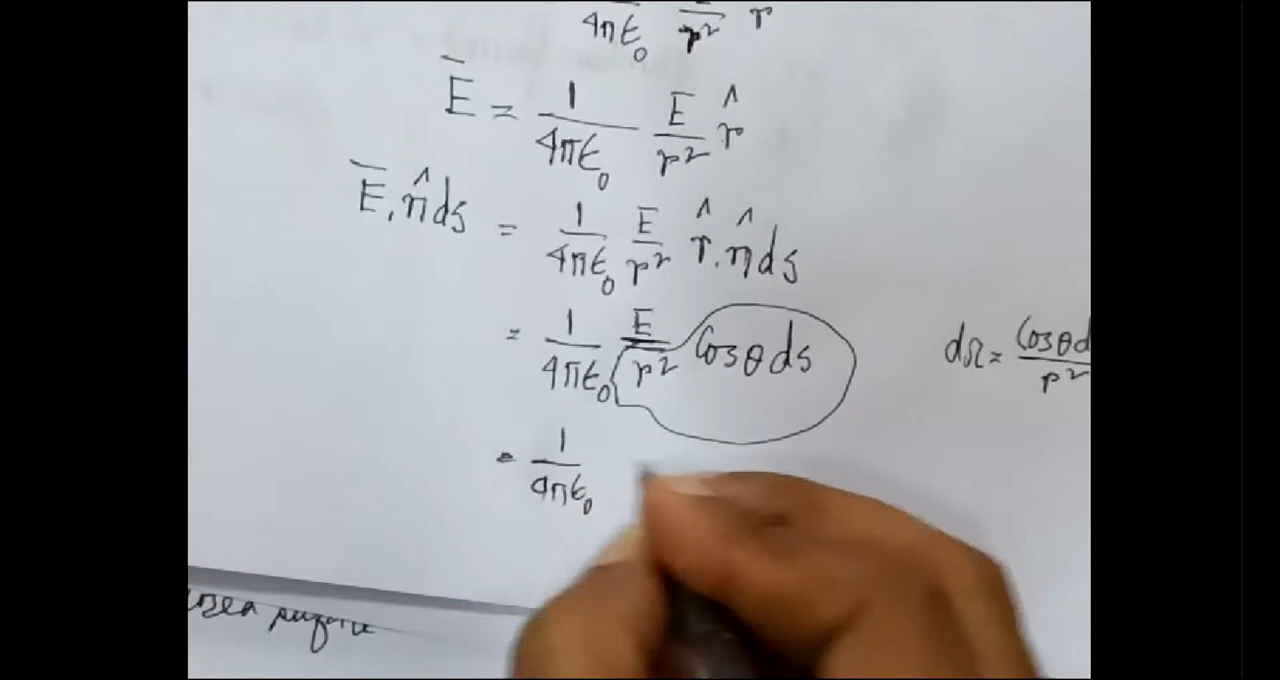 4πϵ₀ r² r
Ē = 1/4πϵ₀ E/r² r̂
Ē.n̂ds = 1/4πϵ₀ E/r² r̂.n̂ds
= 1/4πϵ₀ E/r² Cosθds
dΩ = Cosθd/r²
= 1/4πϵ₀